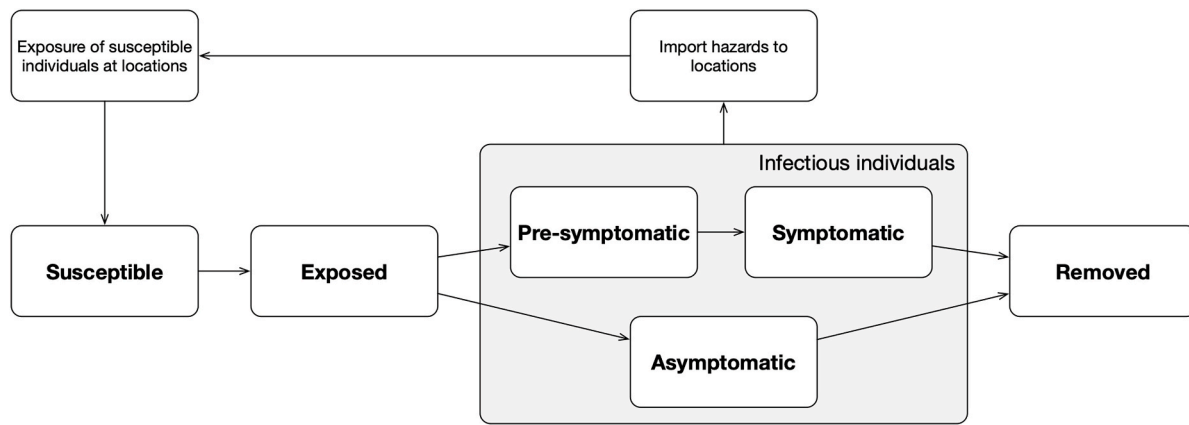 Exposure of susceptible
individuals at locations
Import hazards to
locations
Infectious individuals
Pre-symptomatic
Symptomatic
Susceptible
Exposed
Removed
Asymptomatic